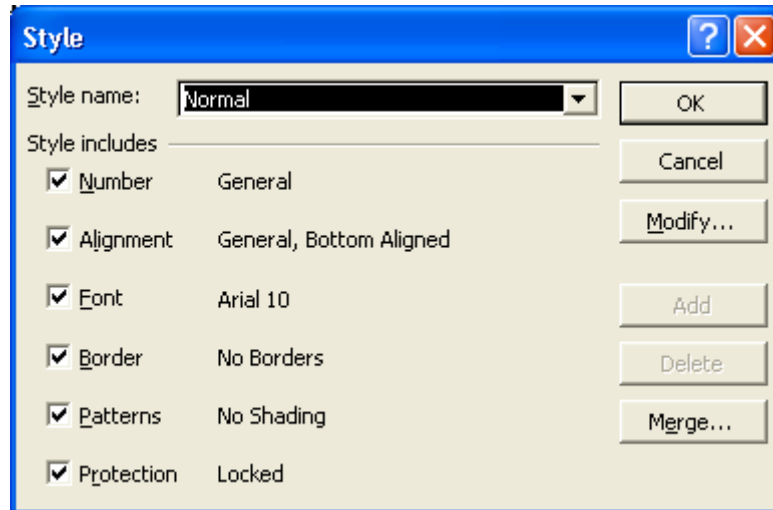 Style
Style name: Normal
OK
Style includes
Cancel
Number General
Modify...
Alignment General, Bottom Aligned
Font Arial 10
Add
Border No Borders
Delete
Patterns No Shading
Merge...
Protection Locked